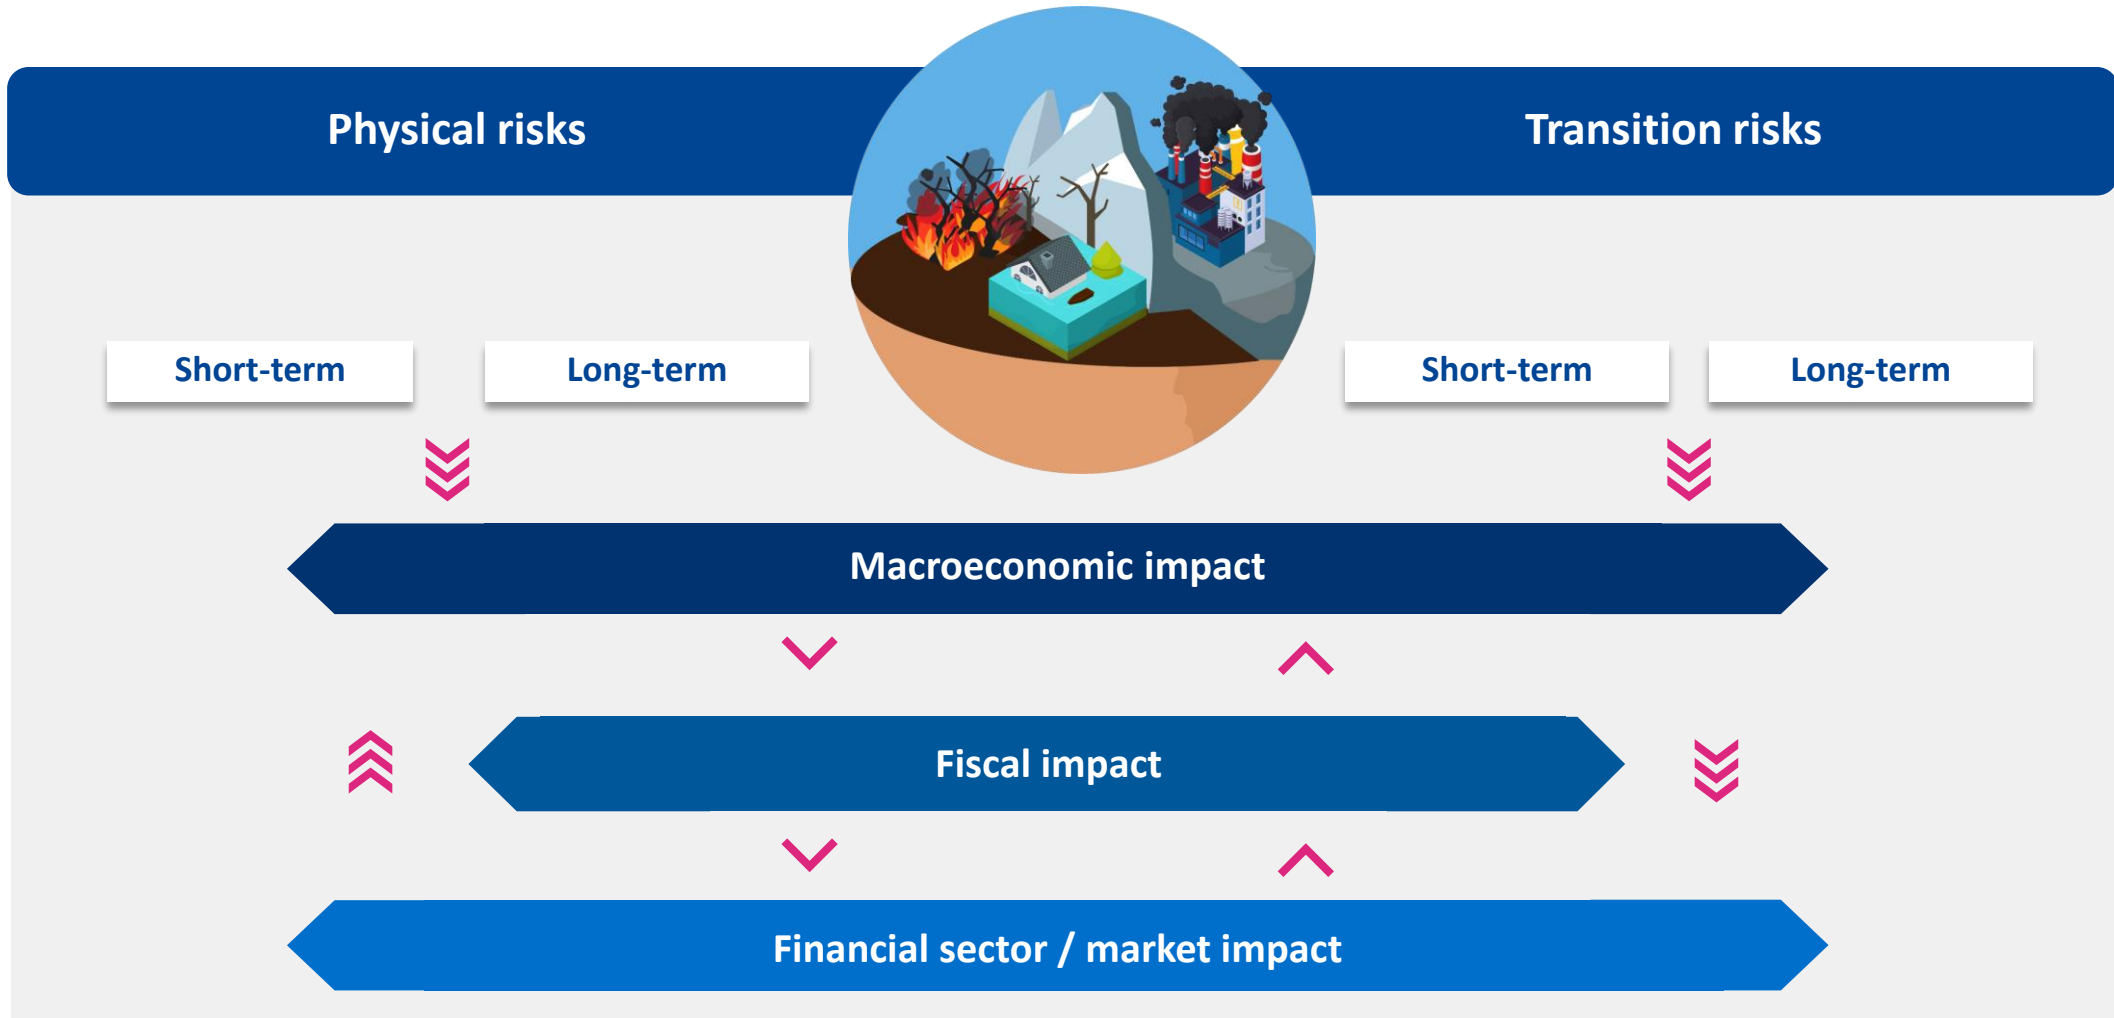 Physical risks
Transition risks
Short-term
Long-term
Short-term
Long-term
Macroeconomic impact
Fiscal impact
Financial sector / market impact